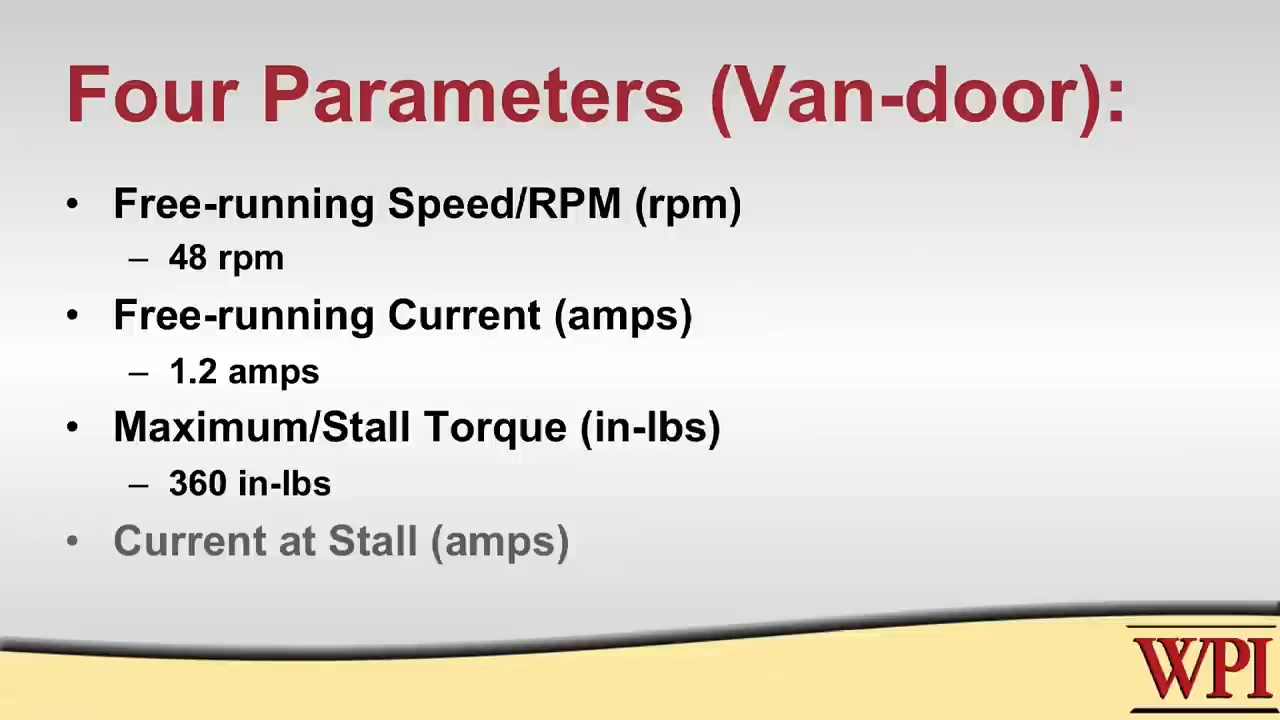 Four Parameters (Van-door):
• Free-running Speed/RPM (rpm)
– 48 rpm
• Free-running Current (amps)
– 1.2 amps
• Maximum/Stall Torque (in-lbs)
– 360 in-lbs
• Current at Stall (amps)
WPI